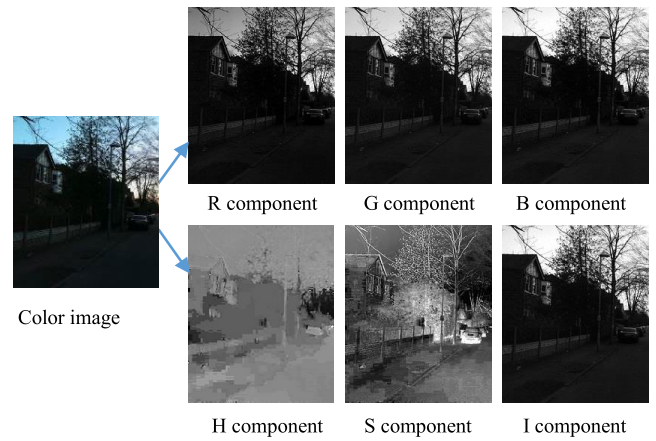 R component
G component
B component
Color image
H component
S component
I component